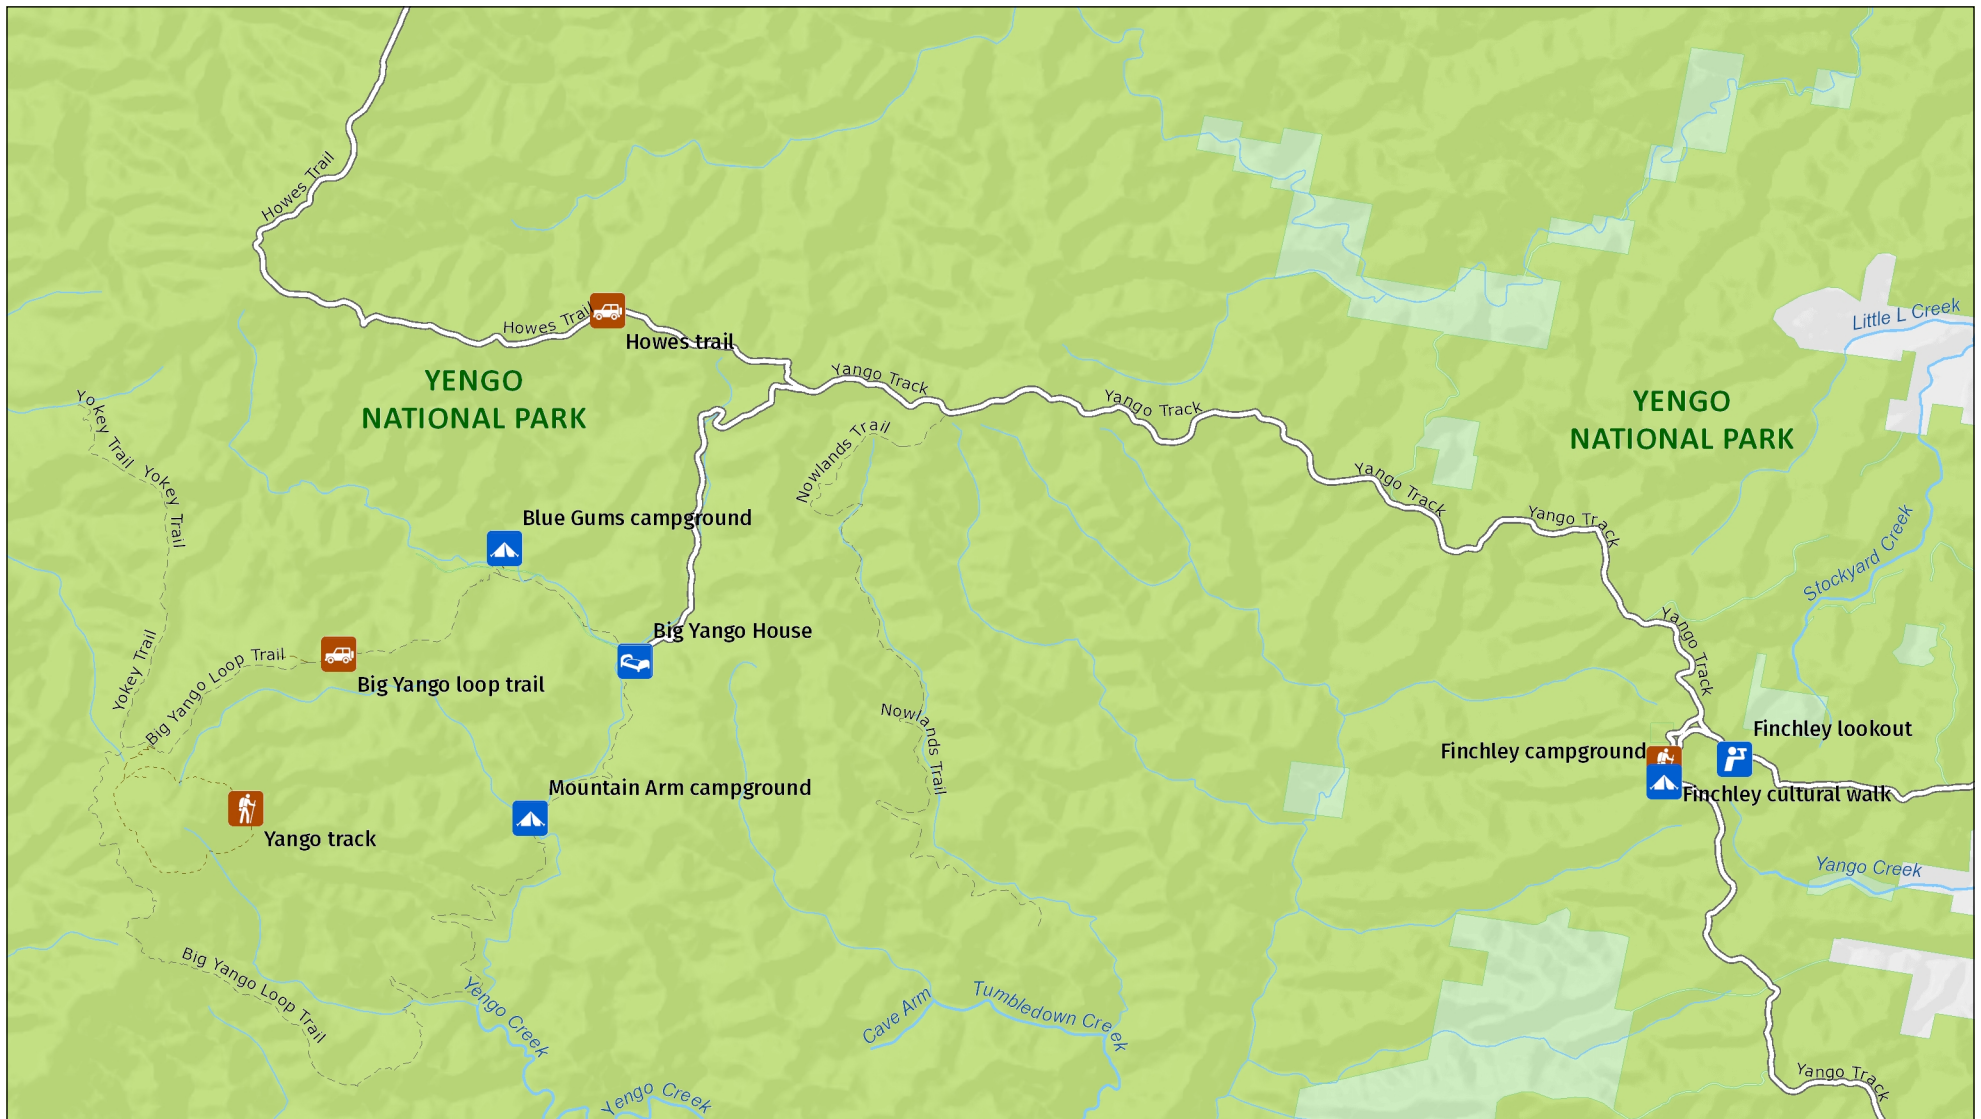 Howes Trail
Howes Trail
Howes trail
Little L Creek
YENGO
NATIONAL PARK
Yango Track
Yango Track
YENGO
NATIONAL PARK
Yokey Trail
Yokey Trail
Nowlands Trail
Yango Track
Yango Track
Blue Gums campground
Stockyard Creek
Yango Track
Big Yango House
Yokey Trail
Big Yango Loop Trail
Big Yango loop trail
Nowlands Trail
Finchley lookout
Finchley campground
Finchley cultural walk
Mountain Arm campground
Yango track
Yango Creek
Big Yango Loop Trail
Yengo Creek
Cave Arm
Tumbledown Creek
Yango Track
Yengo Creek